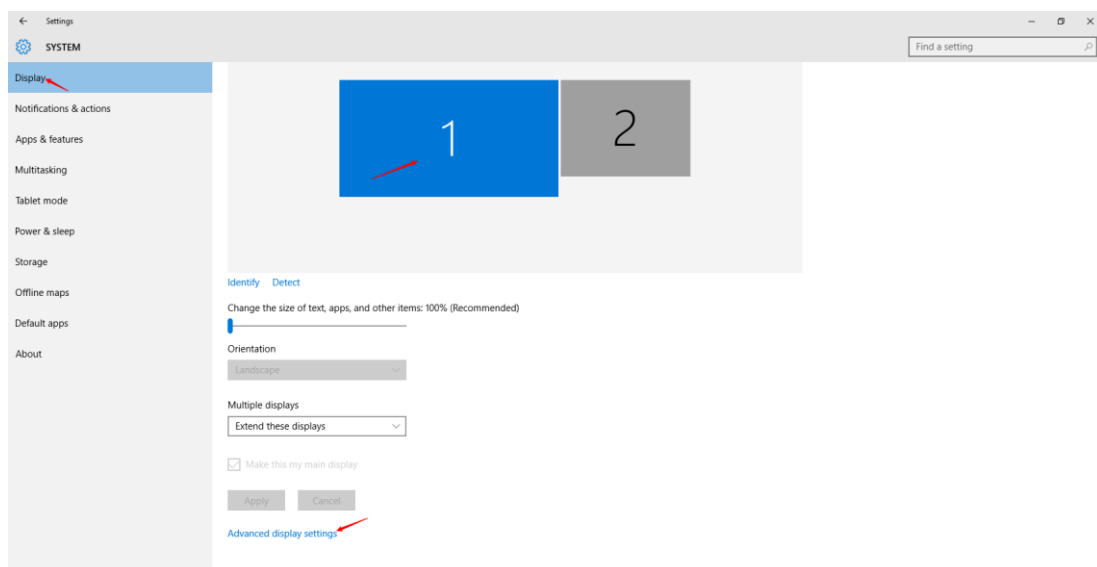 Settings
SYSTEM
Find a setting
Display
Notifications & actions
Apps & features
Multitasking
Tablet mode
Power & sleep
Storage
Offline maps
Default apps
About
1
2
Identify Detect
Change the size of text, apps, and other items: 100% (Recommended)
Orientation
Landscape
Multiple displays
Extend these displays
Make this my main display
Apply Cancel
Advanced display settings